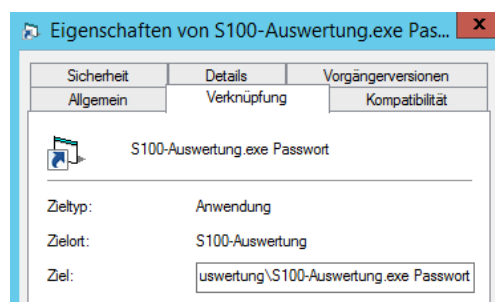 Eigenschaften von S100-Auswertung.exe Pas... x
Sicherheit Details Vorgängerversionen
Allgemein Verknüpfung Kompatibilität
S100-Auswertung.exe Passwort
Zieltyp: Anwendung
Zielort: S100-Auswertung
Ziel: uswertung\S100-Auswertung.exe Passwort